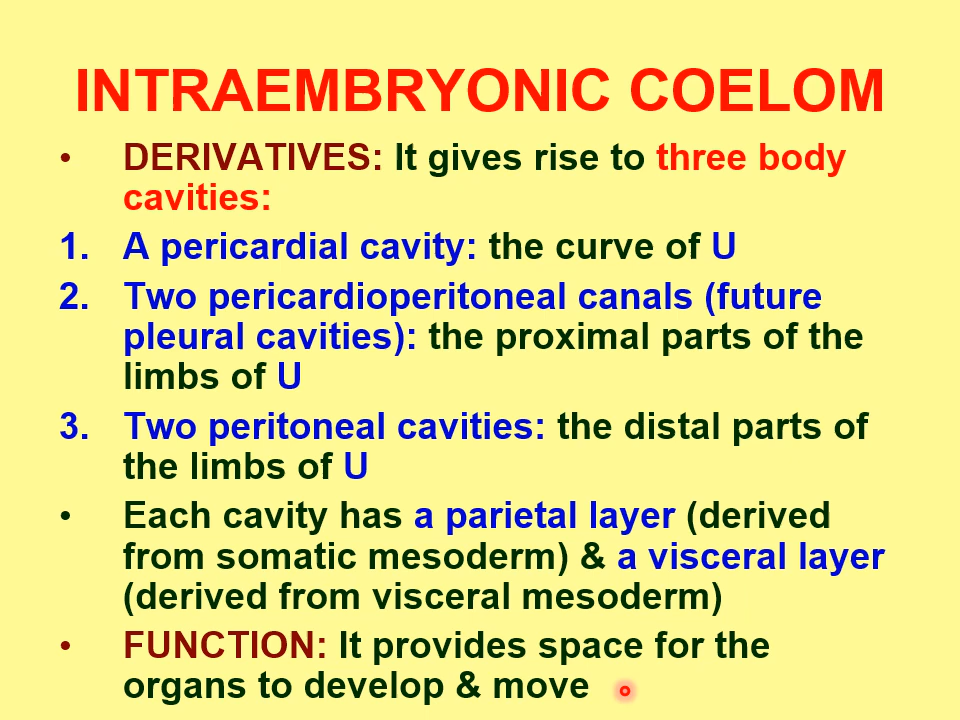 INTRAEMBRYONIC COELOM
• DERIVATIVES: It gives rise to three body
cavities:
1. A pericardial cavity: the curve of U
2. Two pericardioperitoneal canals (future
pleural cavities): the proximal parts of the
limbs of U
3. Two peritoneal cavities: the distal parts of
the limbs of U
• Each cavity has a parietal layer (derived
from somatic mesoderm) & a visceral layer
(derived from visceral mesoderm)
• FUNCTION: It provides space for the
organs to develop & move